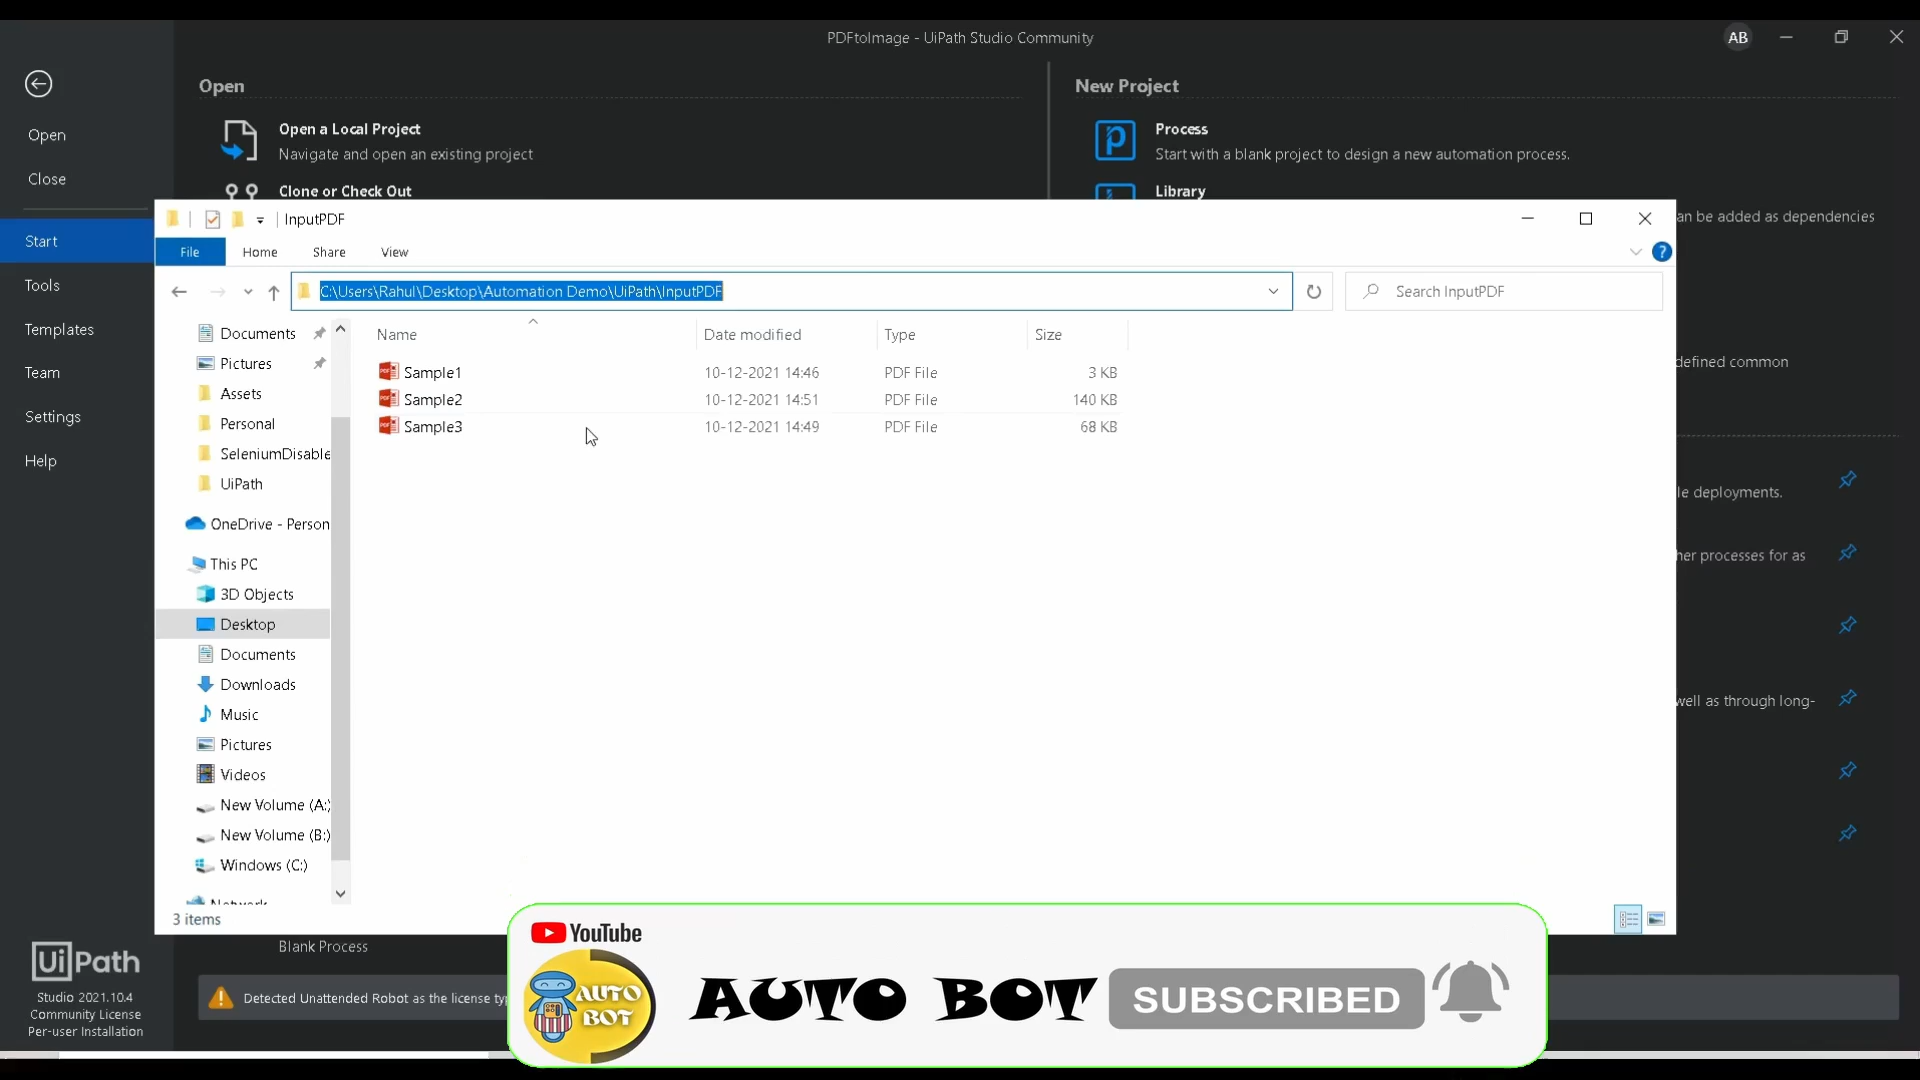 PDFtoImage - UiPath Studio Community
AB
Open
Close
Start
Tools
Templates
Team
Settings
Help
Open
Open a Local Project
Navigate and open an existing project
Clone or Check Out
New Project
Process
Start with a blank project to design a new automation process.
Library
an be added as dependencies
defined common
le deployments.
her processes for as
well as through long-
InputPDF
File
Home
Share
View
C:\Users\Rahul\Desktop\Automation Demo\UiPath\InputPDF
Search InputPDF
Documents
Pictures
Assets
Personal
SeleniumDisable
UiPath
OneDrive - Person
This PC
3D Objects
Desktop
Documents
Downloads
Music
Pictures
Videos
New Volume (A:)
New Volume (B:)
Windows (C:)
Network
Name Date modified Type Size
Sample1 10-12-2021 14:46 PDF File 3 KB
Sample2 10-12-2021 14:51 PDF File 140 KB
Sample3 10-12-2021 14:49 PDF File 68 KB
3 items
Blank Process
Detected Unattended Robot as the license typ
UiPath
Studio 2021.10.4
Community License
Per-user Installation
YouTube
AUTO BOT
AUTO BOT
SUBSCRIBED